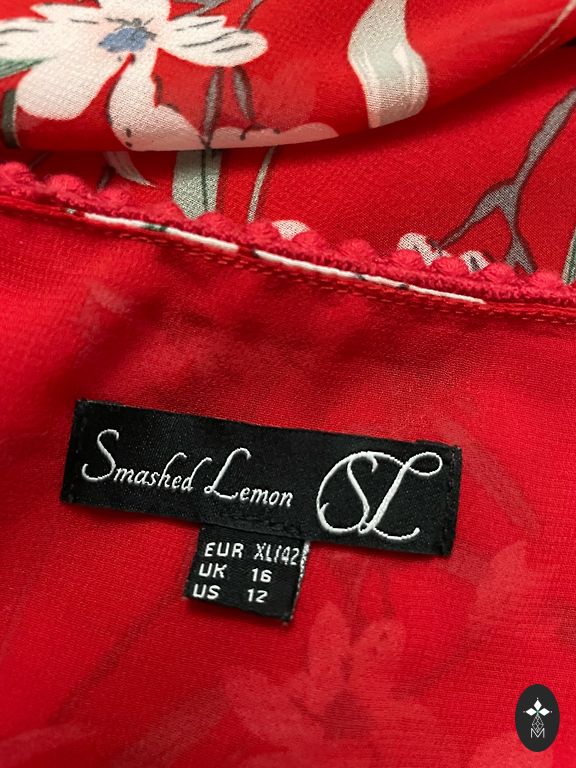 Smashed Lemon SL
EUR XL/42
UK 16
US 12
M